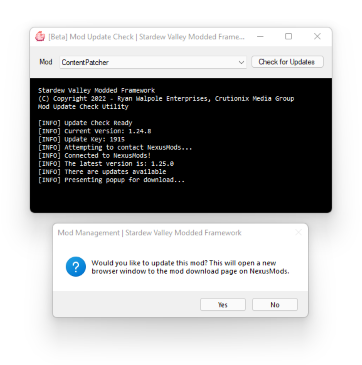 [Beta] Mod Update Check | Stardew Valley Modded Frame...
Mod
ContentPatcher
Check for Updates
Stardew Valley Modded Framework
(C) Copyright 2022 - Ryan Walpole Enterprises, Crutionix Media Group
Mod Update Check Utility
[INFO] Update Check Ready
[INFO] Current Version: 1.24.8
[INFO] Update Key: 1915
[INFO] Attempting to contact NexusMods...
[INFO] Connected to NexusMods!
[INFO] The latest version is: 1.25.0
[INFO] There are updates available
[INFO] Presenting popup for download...
Mod Management | Stardew Valley Modded Framework
Would you like to update this mod? This will open a new
browser window to the mod download page on NexusMods.
Yes
No